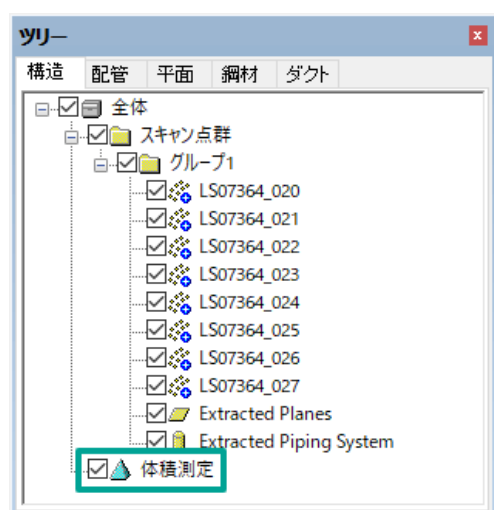 ツリー
構造 配管 平面 鋼材 ダクト
全体
スキャン点群
グループ1
LS07364_020
LS07364_021
LS07364_022
LS07364_023
LS07364_024
LS07364_025
LS07364_026
LS07364_027
Extracted Planes
Extracted Piping System
体積測定